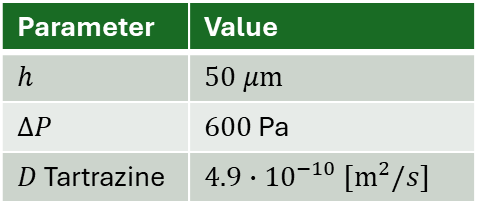 Parameter Value
h 50 μm
ΔP 600 Pa
D Tartrazine 4.9 · 10⁻¹⁰ [m²/s]